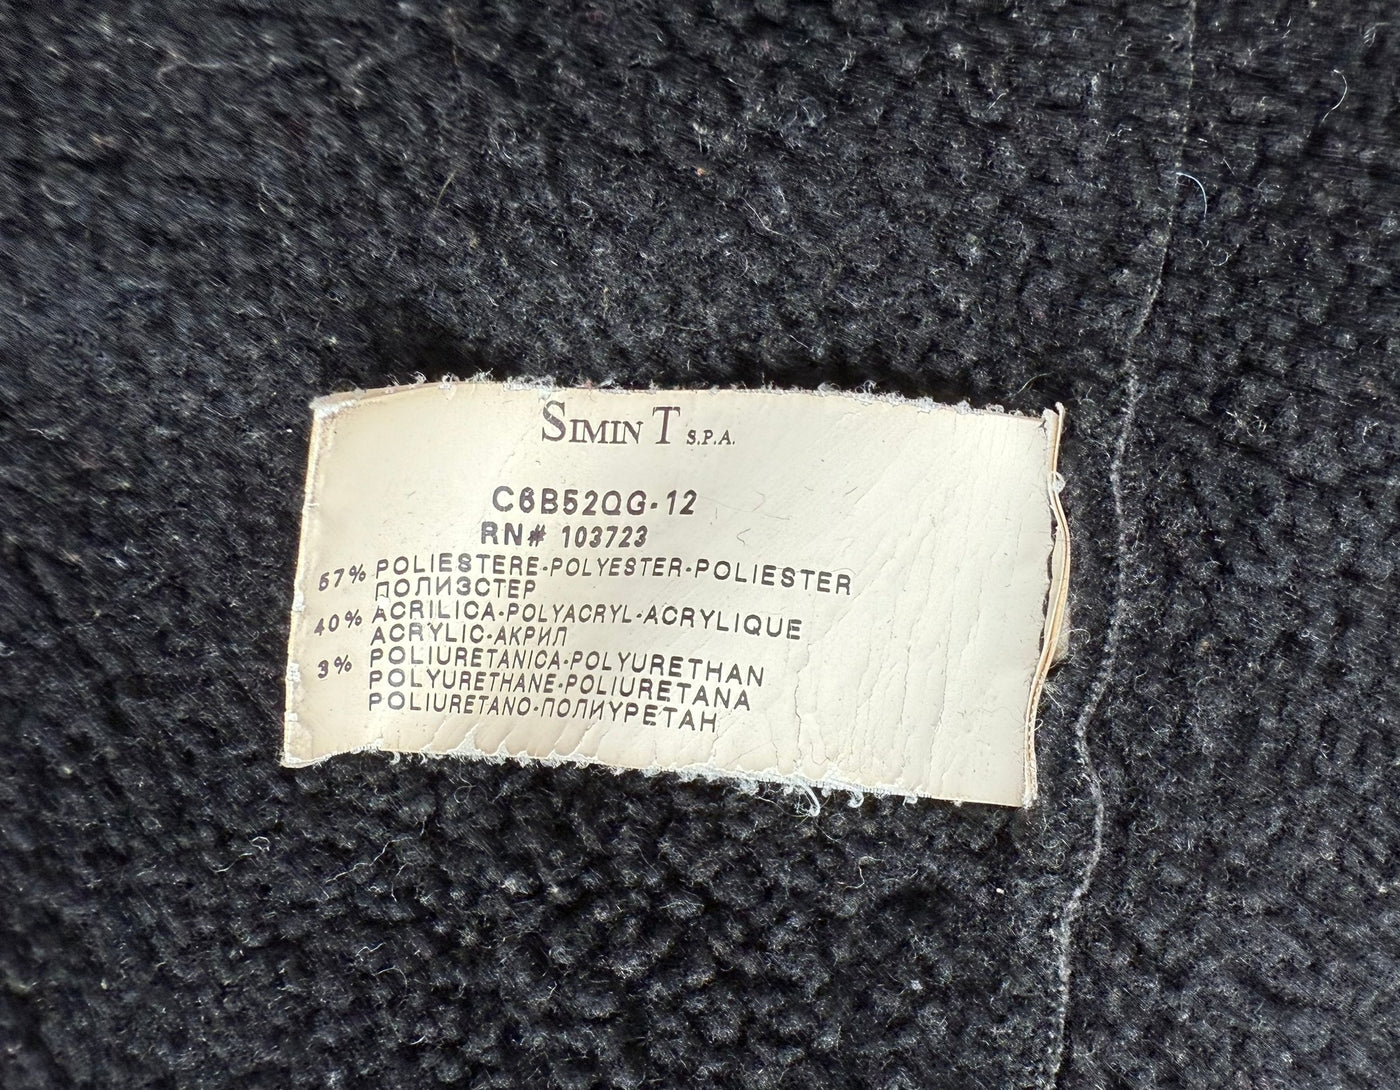 SIMIN T S.P.A.
C6B52QG-12
RN# 103723
57% POLIESTERE-POLYESTER-POLIESTER
ПОЛИЭСТЕР
40% ACRILICA-POLYACRYL-ACRYLIQUE
ACRYLIC-АКРИЛ
3% POLIURETANICA-POLYURETHAN
POLYURETHANE-POLIURETANA
POLIURETANO-ПОЛИУРЕТАН